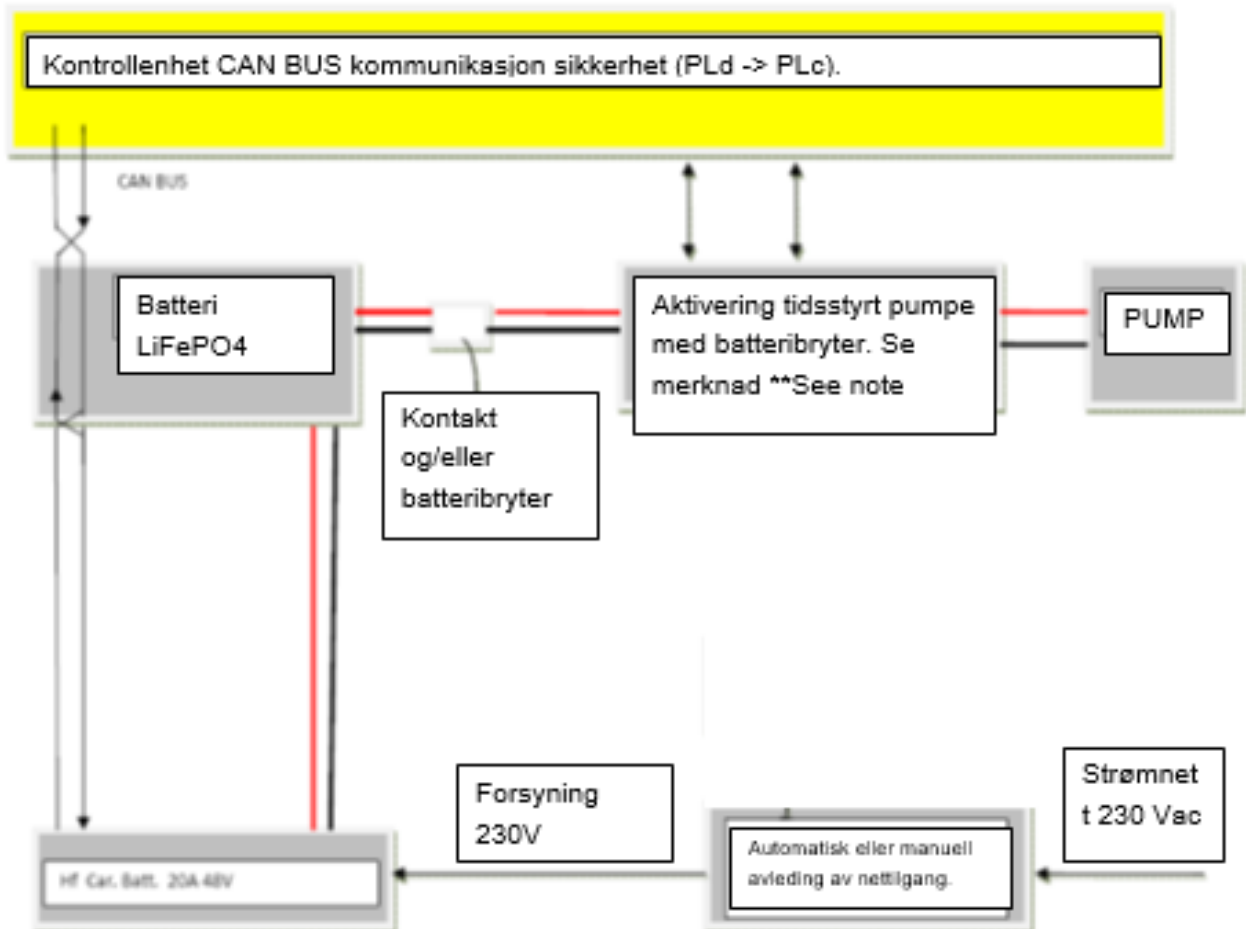 Kontrollenhet CAN BUS kommunikasjon sikkerhet (PLd -> PLc).
CAN BUS
Batteri
LiFePO4
Aktivering tidsstyrt pumpe
med batteribryter. Se
merknad **See note
PUMP
Kontakt
og/eller
batteribryter
Forsyning
230V
Strømnet
t 230 Vac
Automatisk eller manuell
avleding av nettilgang.
Hf Car. Batt. 20A 48V